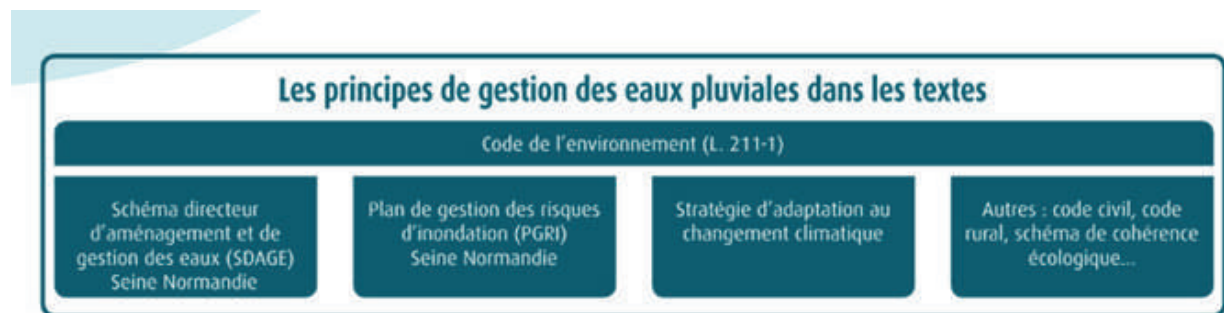 Les principes de gestion des eaux pluviales dans les textes
Code de l'environnement (L. 211-1)
Schéma directeur
d'aménagement et de
gestion des eaux (SDAGE)
Seine Normandie
Plan de gestion des risques
d'inondation (PGRI)
Seine Normandie
Stratégie d'adaptation au
changement climatique
Autres : code civil, code
rural, schéma de cohérence
écologique...